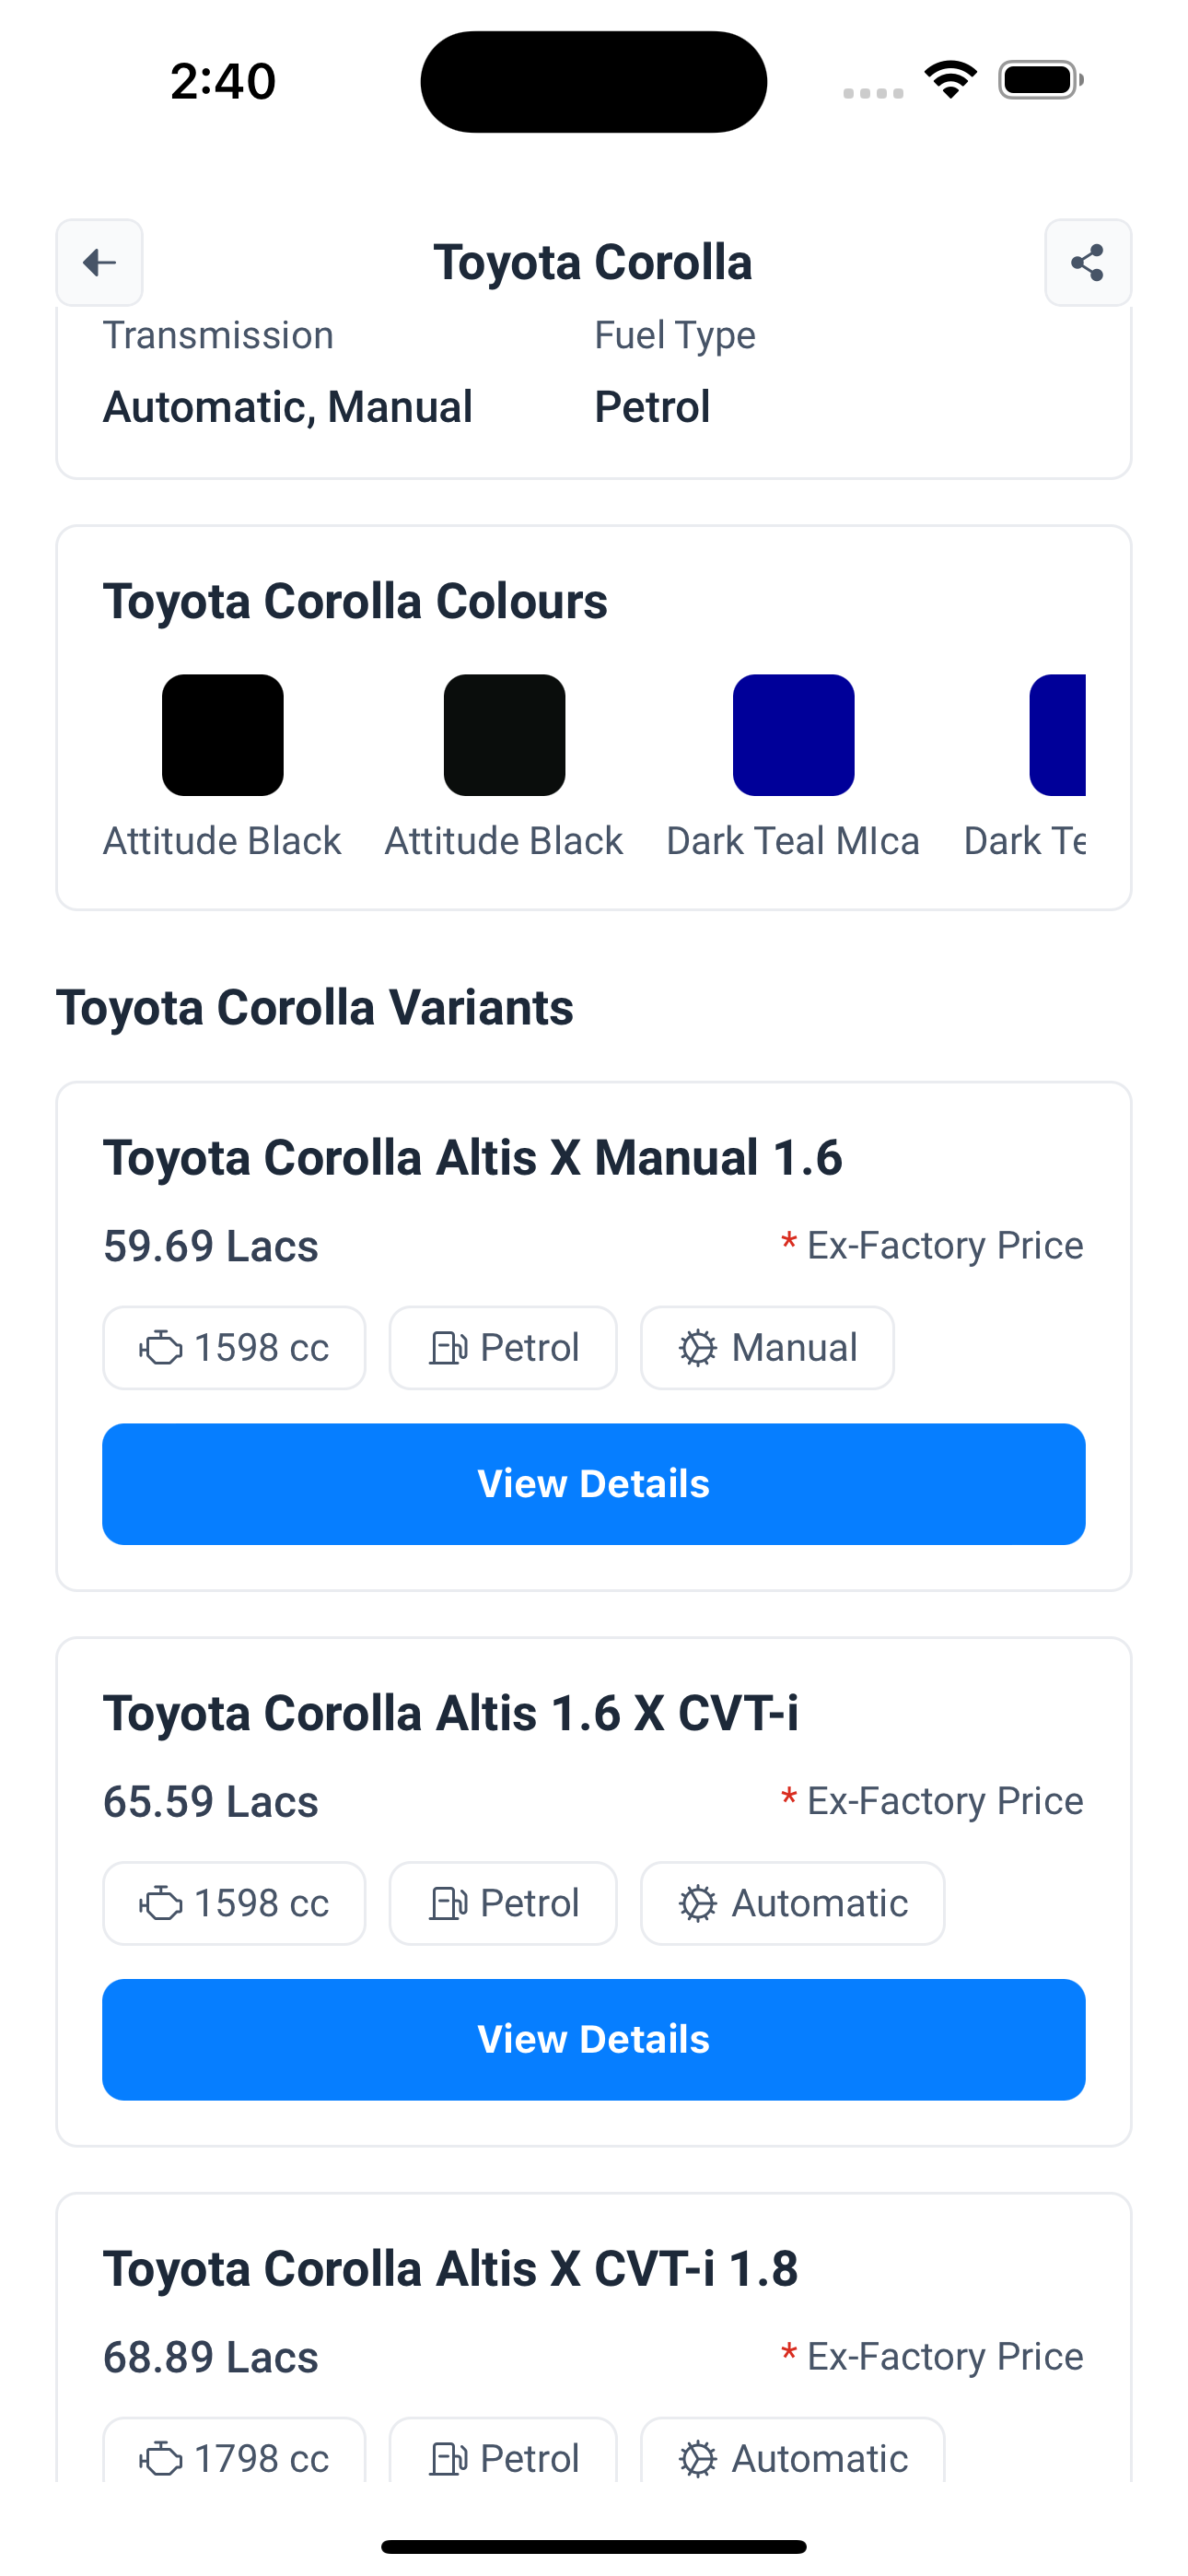 2:40
Toyota Corolla
Transmission Fuel Type
Automatic, Manual Petrol
Toyota Corolla Colours
Attitude Black Attitude Black Dark Teal MIca Dark Te
Toyota Corolla Variants
Toyota Corolla Altis X Manual 1.6
59.69 Lacs * Ex-Factory Price
1598 cc Petrol Manual
View Details
Toyota Corolla Altis 1.6 X CVT-i
65.59 Lacs * Ex-Factory Price
1598 cc Petrol Automatic
View Details
Toyota Corolla Altis X CVT-i 1.8
68.89 Lacs * Ex-Factory Price
1798 cc Petrol Automatic